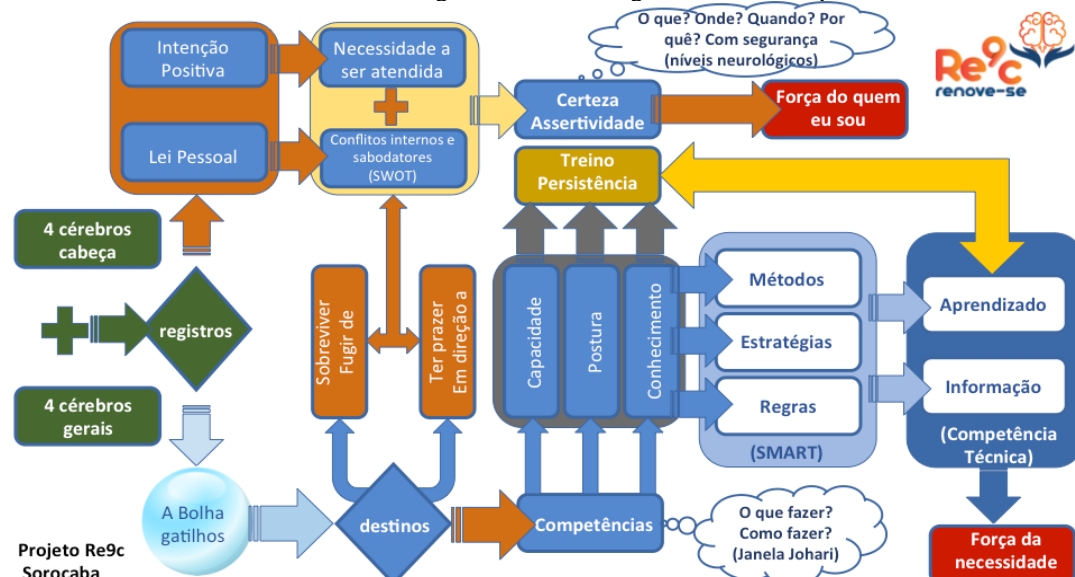 O que? Onde? Quando? Por
quê? Com segurança
(níveis neurológicos)
Re9c
renove-se
Intenção
Positiva
Necessidade a
ser atendida
Certeza
Assertividade
Força do quem
eu sou
Lei Pessoal
Conflitos internos e
sabodatores
(SWOT)
Treino
Persistência
4 cérebros
cabeça
registros
4 cérebros
gerais
Sobreviver
Fugir de
Ter prazer
Em direção a
Capacidade
Postura
Conhecimento
Métodos
Estratégias
Regras
(SMART)
Aprendizado
Informação
(Competência
Técnica)
A Bolha
gatilhos
destinos
Competências
O que fazer?
Como fazer?
(Janela Johari)
Força da
necessidade
Projeto Re9c
Sorocaba